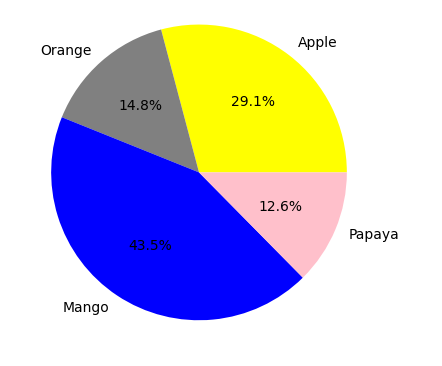 Apple
Orange
29.1%
14.8%
12.6%
Papaya
43.5%
Mango